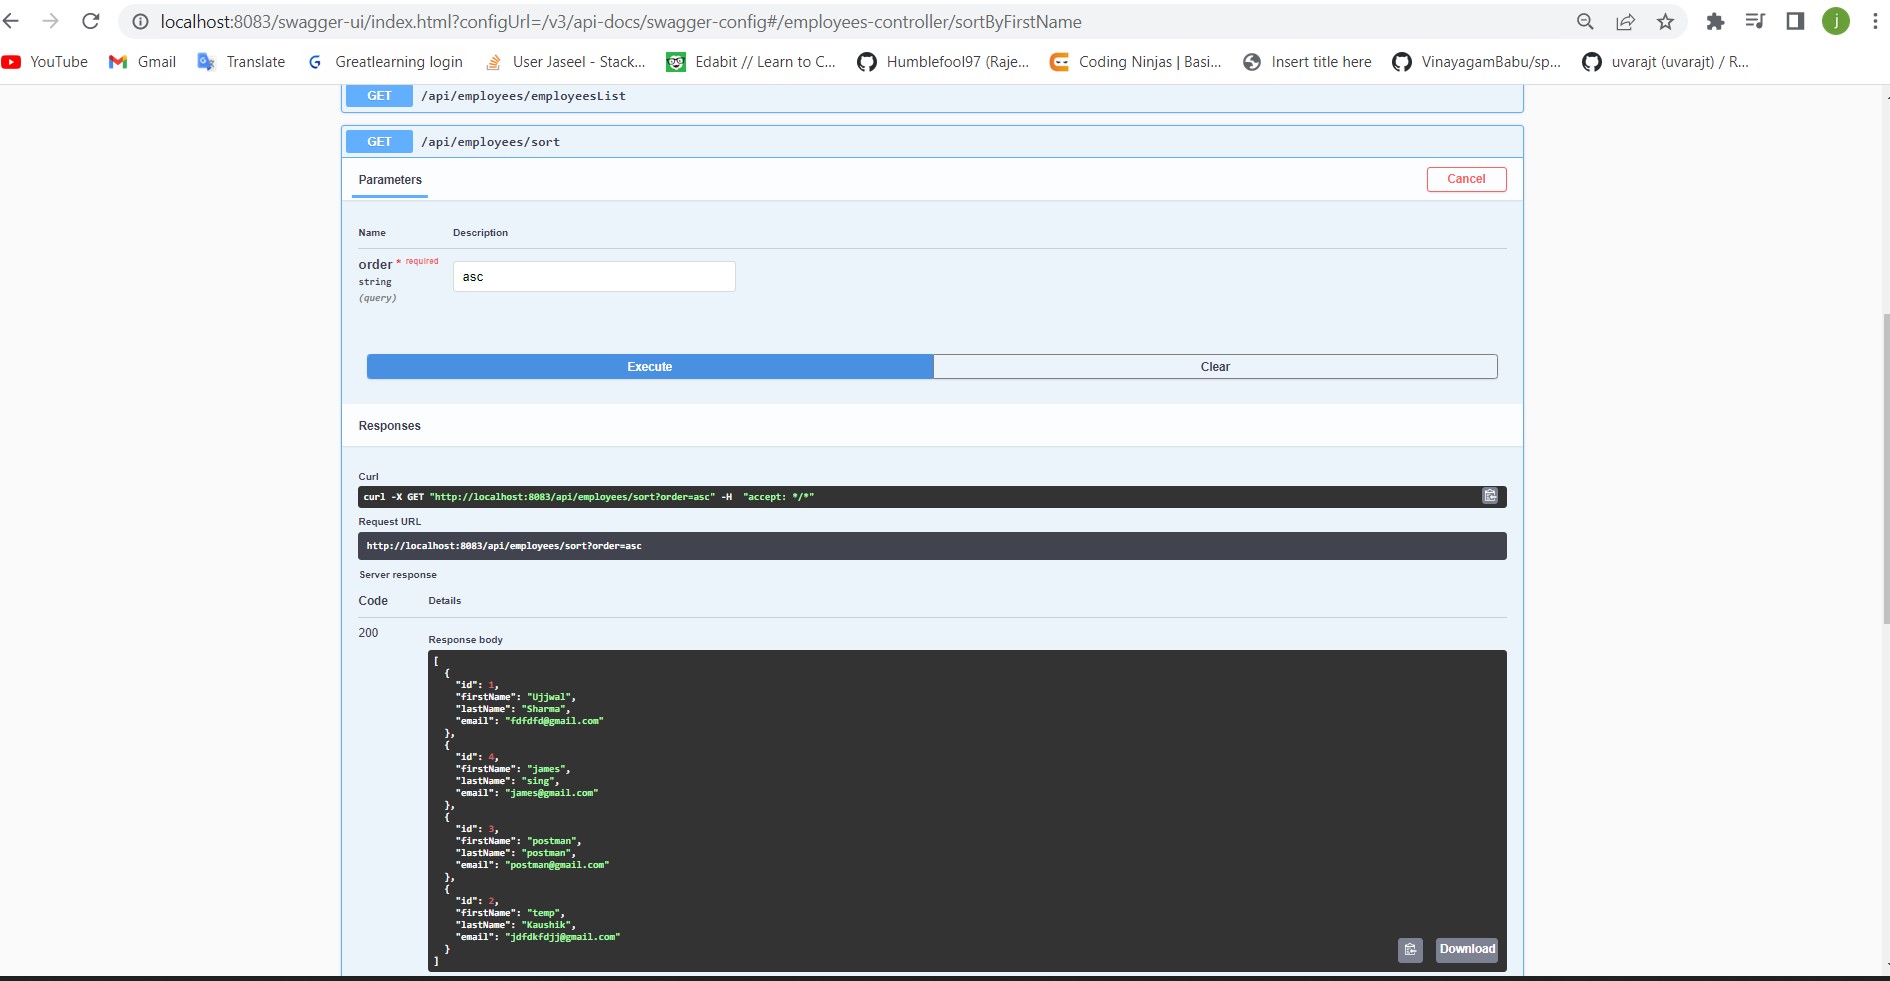 localhost:8083/swagger-ui/index.html?configUrl=/v3/api-docs/swagger-config#/employees-controller/sortByFirstName
j
YouTube Gmail Translate Greatlearning login User Jaseel - Stack... Edabit // Learn to C... Humblefool97 (Raje... Coding Ninjas | Basi... Insert title here VinayagamBabu/sp... uvarajt (uvarajt) / R...
GET /api/employees/employeesList
GET /api/employees/sort
Parameters Cancel
Name Description
order * required
string
(query)
asc
Execute Clear
Responses
Curl
curl -X GET "http://localhost:8083/api/employees/sort?order=asc" -H "accept: */*"
Request URL
http://localhost:8083/api/employees/sort?order=asc
Server response
Code Details
200
Response body
[
{
"id": 1,
"firstName": "Ujjwal",
"lastName": "Sharma",
"email": "fdfdfd@gmail.com"
},
{
"id": 4,
"firstName": "james",
"lastName": "sing",
"email": "james@gmail.com"
},
{
"id": 3,
"firstName": "postman",
"lastName": "postman",
"email": "postman@gmail.com"
},
{
"id": 2,
"firstName": "temp",
"lastName": "Kaushik",
"email": "jdfdkfdjj@gmail.com"
}
]
Download